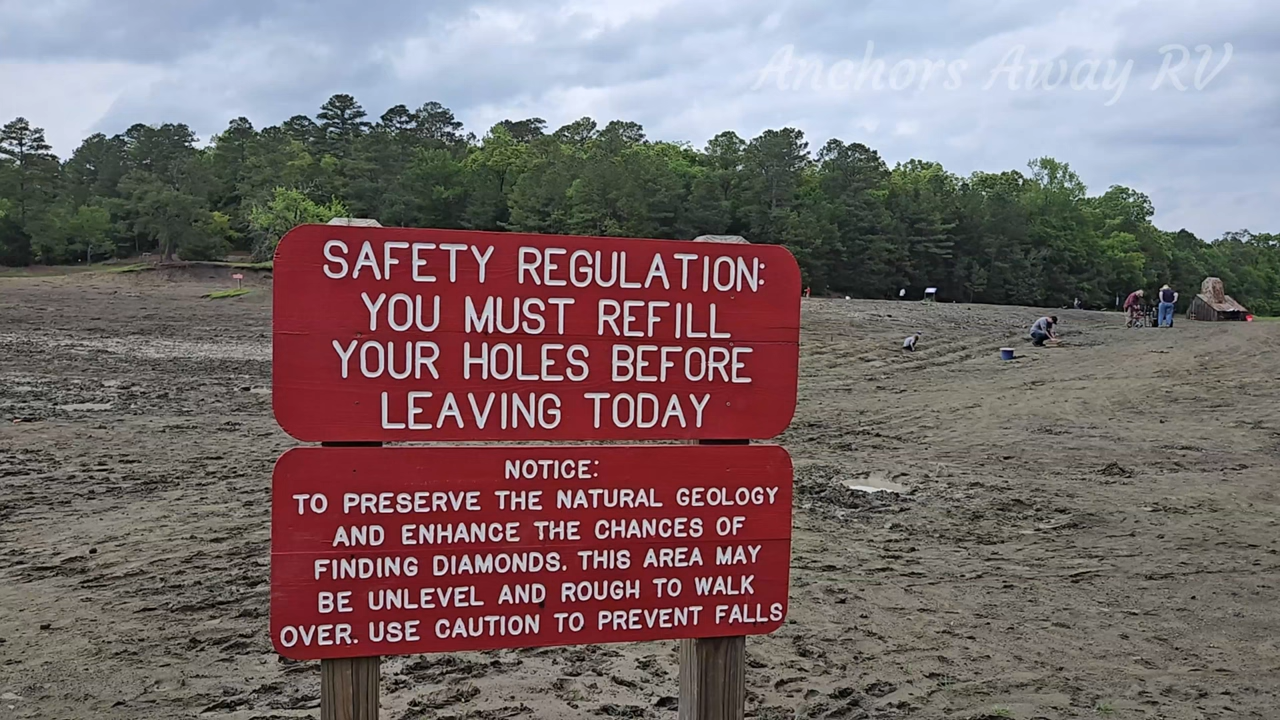 Anchors Away RV
SAFETY REGULATION:
YOU MUST REFILL
YOUR HOLES BEFORE
LEAVING TODAY
NOTICE:
TO PRESERVE THE NATURAL GEOLOGY
AND ENHANCE THE CHANCES OF
FINDING DIAMONDS. THIS AREA MAY
BE UNLEVEL AND ROUGH TO WALK
OVER. USE CAUTION TO PREVENT FALLS